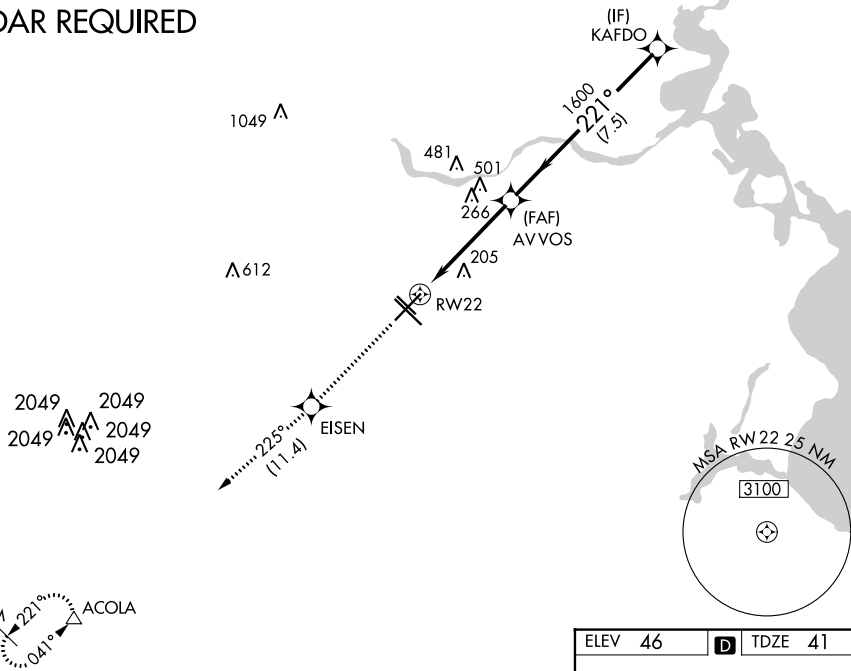 DAR REQUIRED
(IF)
KAFDO
1600
221°
(7.5)
1049
481
501
266
(FAF)
AVVOS
205
612
RW22
2049
2049
2049
2049
2049
EISEN
225°
(11.4)
MSA RW22 25 NM
3100
221°
041°
ACOLA
ELEV 46 D TDZE 41